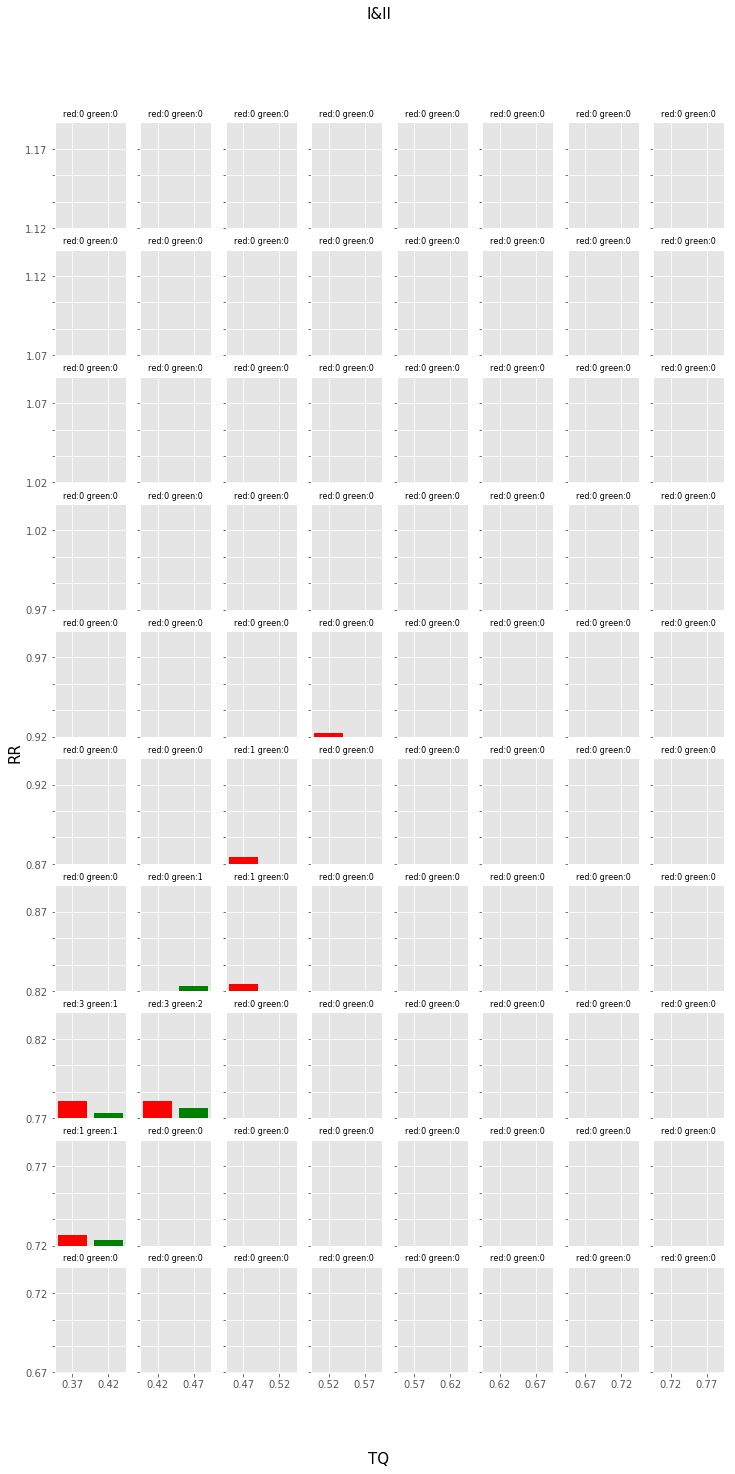 I&II
red:0 green:0 red:0 green:0 red:0 green:0 red:0 green:0 red:0 green:0 red:0 green:0 red:0 green:0 red:0 green:0
1.17
1.12
red:0 green:0 red:0 green:0 red:0 green:0 red:0 green:0 red:0 green:0 red:0 green:0 red:0 green:0 red:0 green:0
1.12
1.07
red:0 green:0 red:0 green:0 red:0 green:0 red:0 green:0 red:0 green:0 red:0 green:0 red:0 green:0 red:0 green:0
1.07
1.02
red:0 green:0 red:0 green:0 red:0 green:0 red:0 green:0 red:0 green:0 red:0 green:0 red:0 green:0 red:0 green:0
1.02
0.97
red:0 green:0 red:0 green:0 red:0 green:0 red:0 green:0 red:0 green:0 red:0 green:0 red:0 green:0 red:0 green:0
0.97
0.92
RR
red:0 green:0 red:0 green:0 red:1 green:0 red:0 green:0 red:0 green:0 red:0 green:0 red:0 green:0 red:0 green:0
0.92
0.87
red:0 green:0 red:0 green:1 red:1 green:0 red:0 green:0 red:0 green:0 red:0 green:0 red:0 green:0 red:0 green:0
0.87
0.82
red:3 green:1 red:3 green:2 red:0 green:0 red:0 green:0 red:0 green:0 red:0 green:0 red:0 green:0 red:0 green:0
0.82
0.77
red:1 green:1 red:0 green:0 red:0 green:0 red:0 green:0 red:0 green:0 red:0 green:0 red:0 green:0 red:0 green:0
0.77
0.72
red:0 green:0 red:0 green:0 red:0 green:0 red:0 green:0 red:0 green:0 red:0 green:0 red:0 green:0 red:0 green:0
0.72
0.67
0.37 0.42 0.42 0.47 0.47 0.52 0.52 0.57 0.57 0.62 0.62 0.67 0.67 0.72 0.72 0.77
TQ